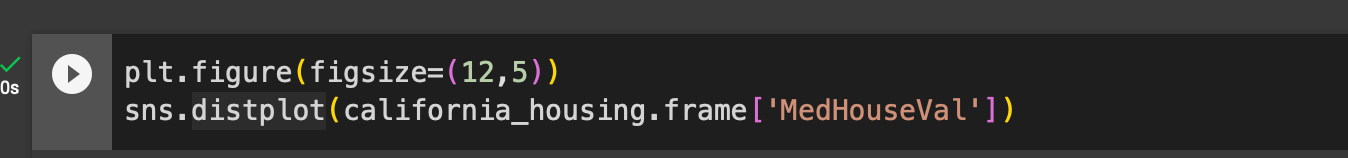 plt.figure(figsize=(12,5))
0s
sns.distplot(california_housing.frame['MedHouseVal'])